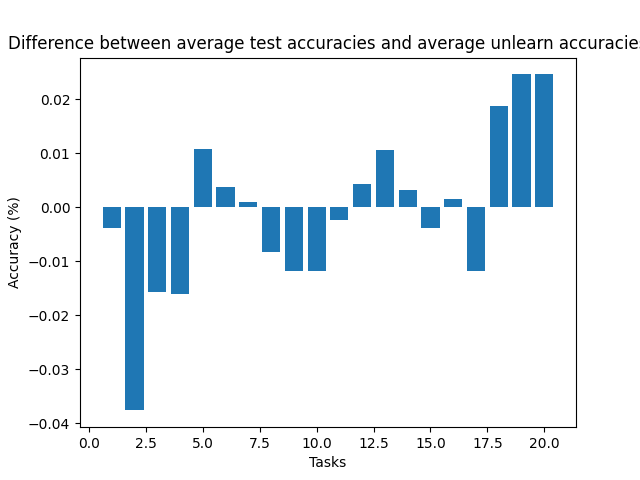 Difference between average test accuracies and average unlearn accuracies
0.02
0.01
0.00
−0.01
−0.02
−0.03
−0.04
Accuracy (%)
0.0 2.5 5.0 7.5 10.0 12.5 15.0 17.5 20.0
Tasks